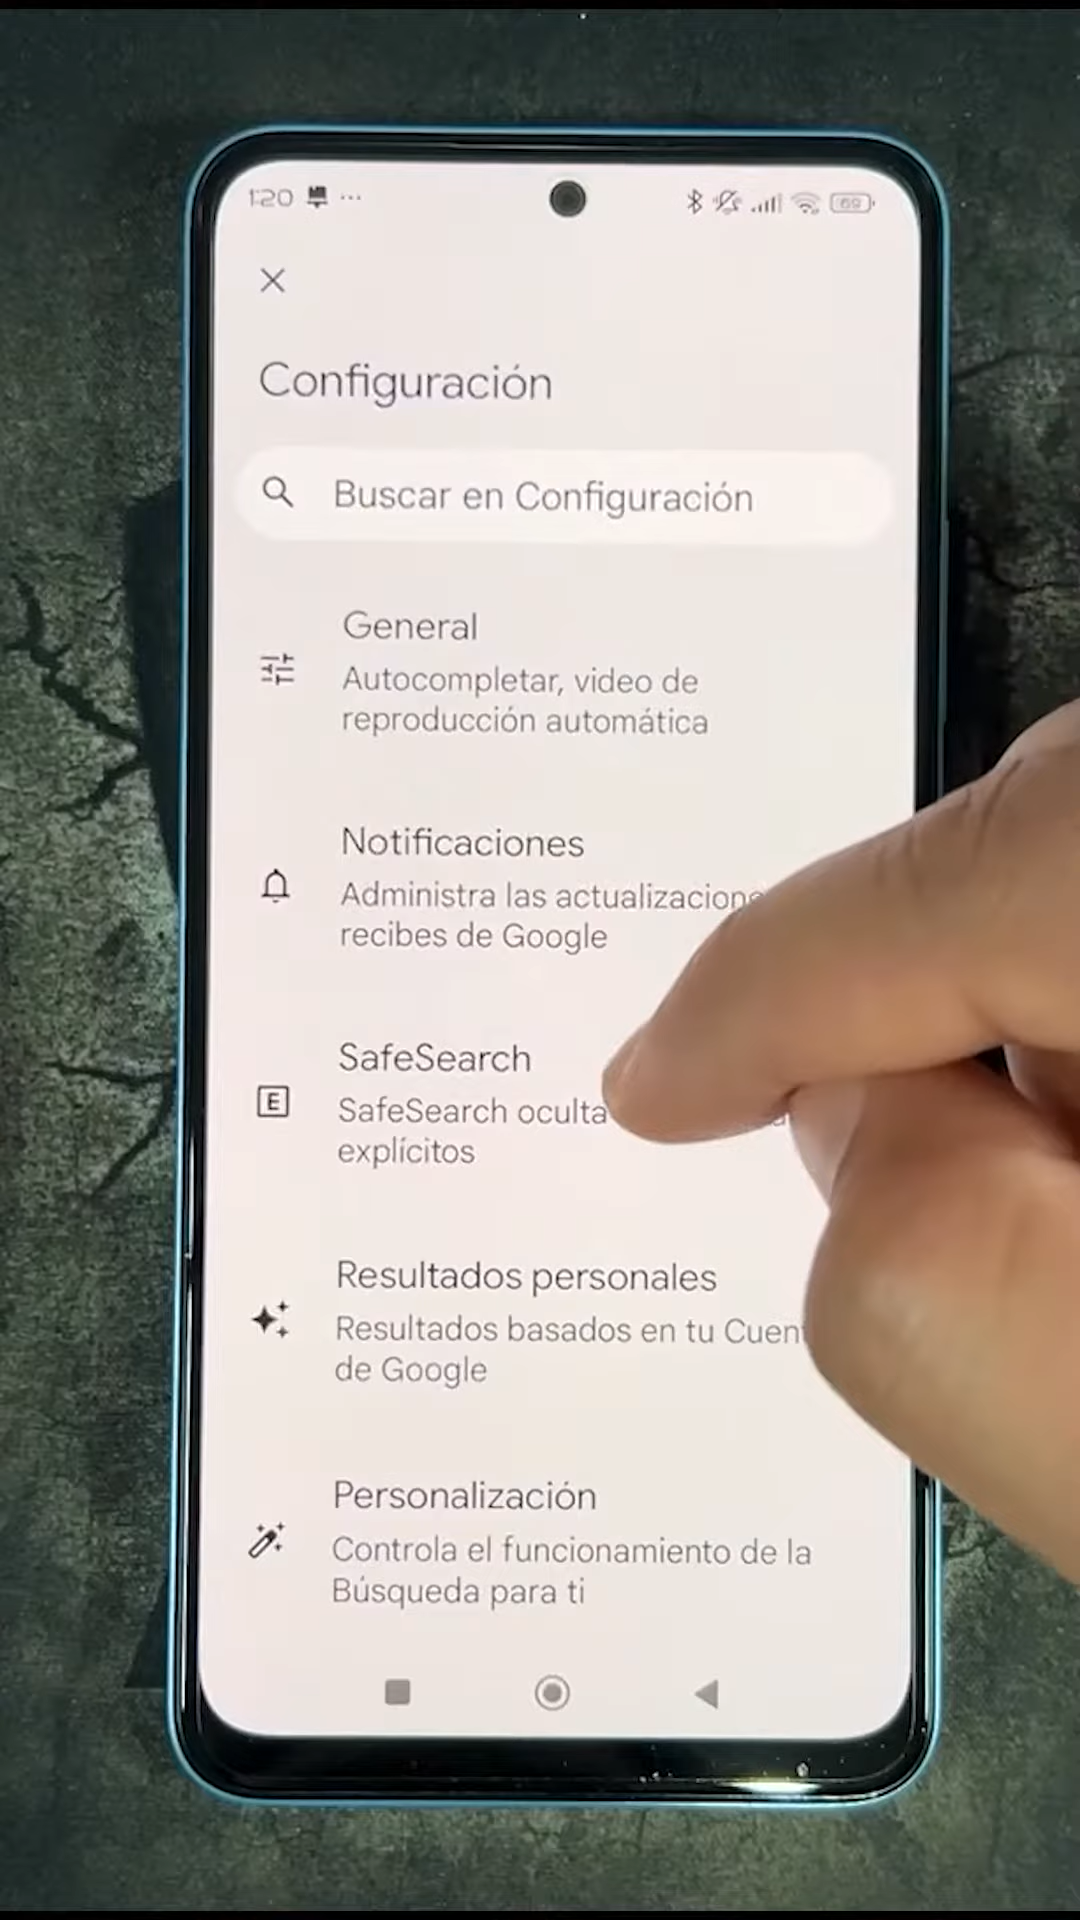 1:20
69
Configuración
Buscar en Configuración
General
Autocompletar, video de
reproducción automática
Notificaciones
Administra las
recibes de Google
SafeSearch
E
SafeSearch oculta
explícitos
Resultados personales
Resultados basados en tu
de Google
Personalización
Controla el funcionamiento de la
Búsqueda para ti